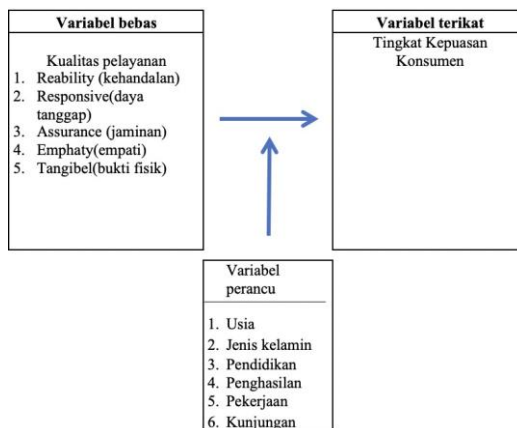 Variabel bebas
Kualitas pelayanan
1. Reability (kehandalan)
2. Responsive(daya
tanggap)
3. Assurance (jaminan)
4. Emphaty(empati)
5. Tangibel(bukti fisik)
Variabel terikat
Tingkat Kepuasan
Konsumen
Variabel
perancu
1. Usia
2. Jenis kelamin
3. Pendidikan
4. Penghasilan
5. Pekerjaan
6. Kunjungan